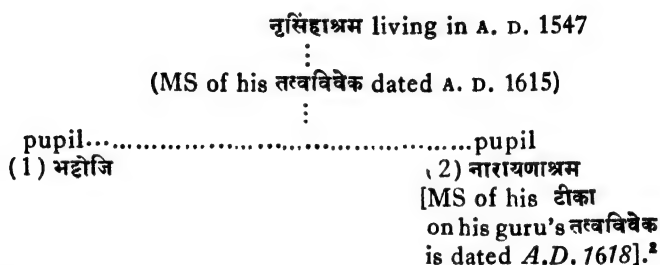 नृसिंहाश्रम living in A. D. 1547
(MS of his तत्वविवेक dated A. D. 1615)
pupil............................................pupil
(1) भट्टोजि (2) नारायणाश्रम
[MS of his टीका
on his guru's तत्वविवेक
is dated A.D. 1618].²